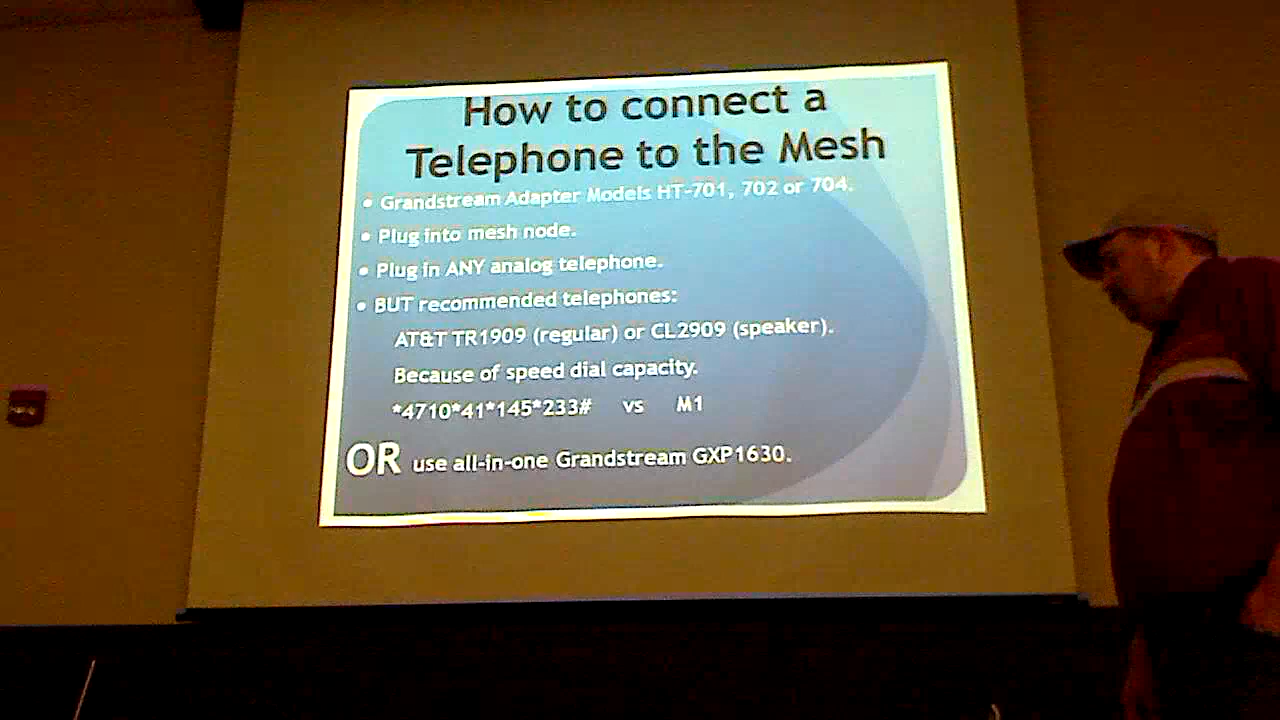 How to connect a
Telephone to the Mesh
• Grandstream Adapter Models HT-701, 702 or 704.
• Plug into mesh node.
• Plug in ANY analog telephone.
• BUT recommended telephones:
AT&T TR1909 (regular) or CL2909 (speaker).
Because of speed dial capacity.
*4710*41*145*233# vs M1
OR use all-in-one Grandstream GXP1630.